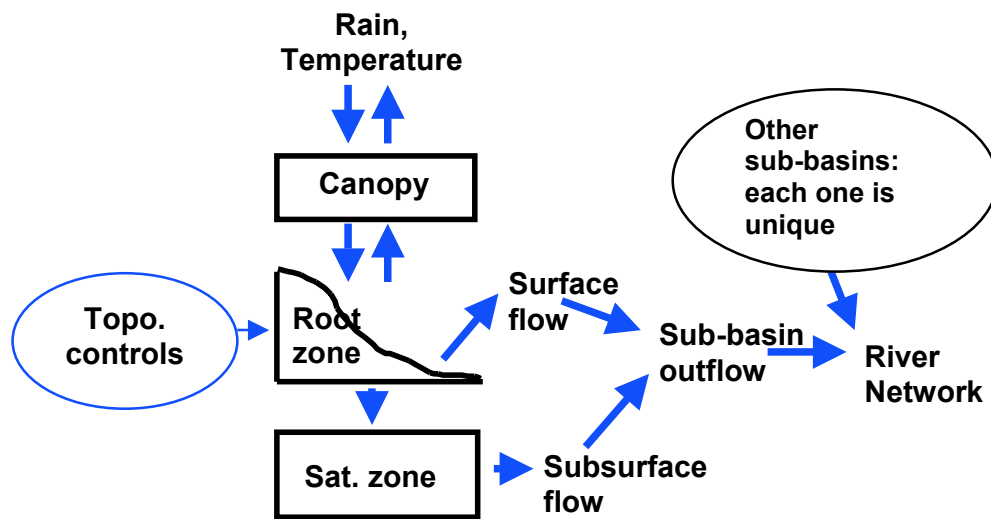 Rain,
Temperature
Canopy
Other
sub-basins:
each one is
unique
Topo.
controls
Root
zone
Surface
flow
Sub-basin
outflow
River
Network
Sat. zone
Subsurface
flow